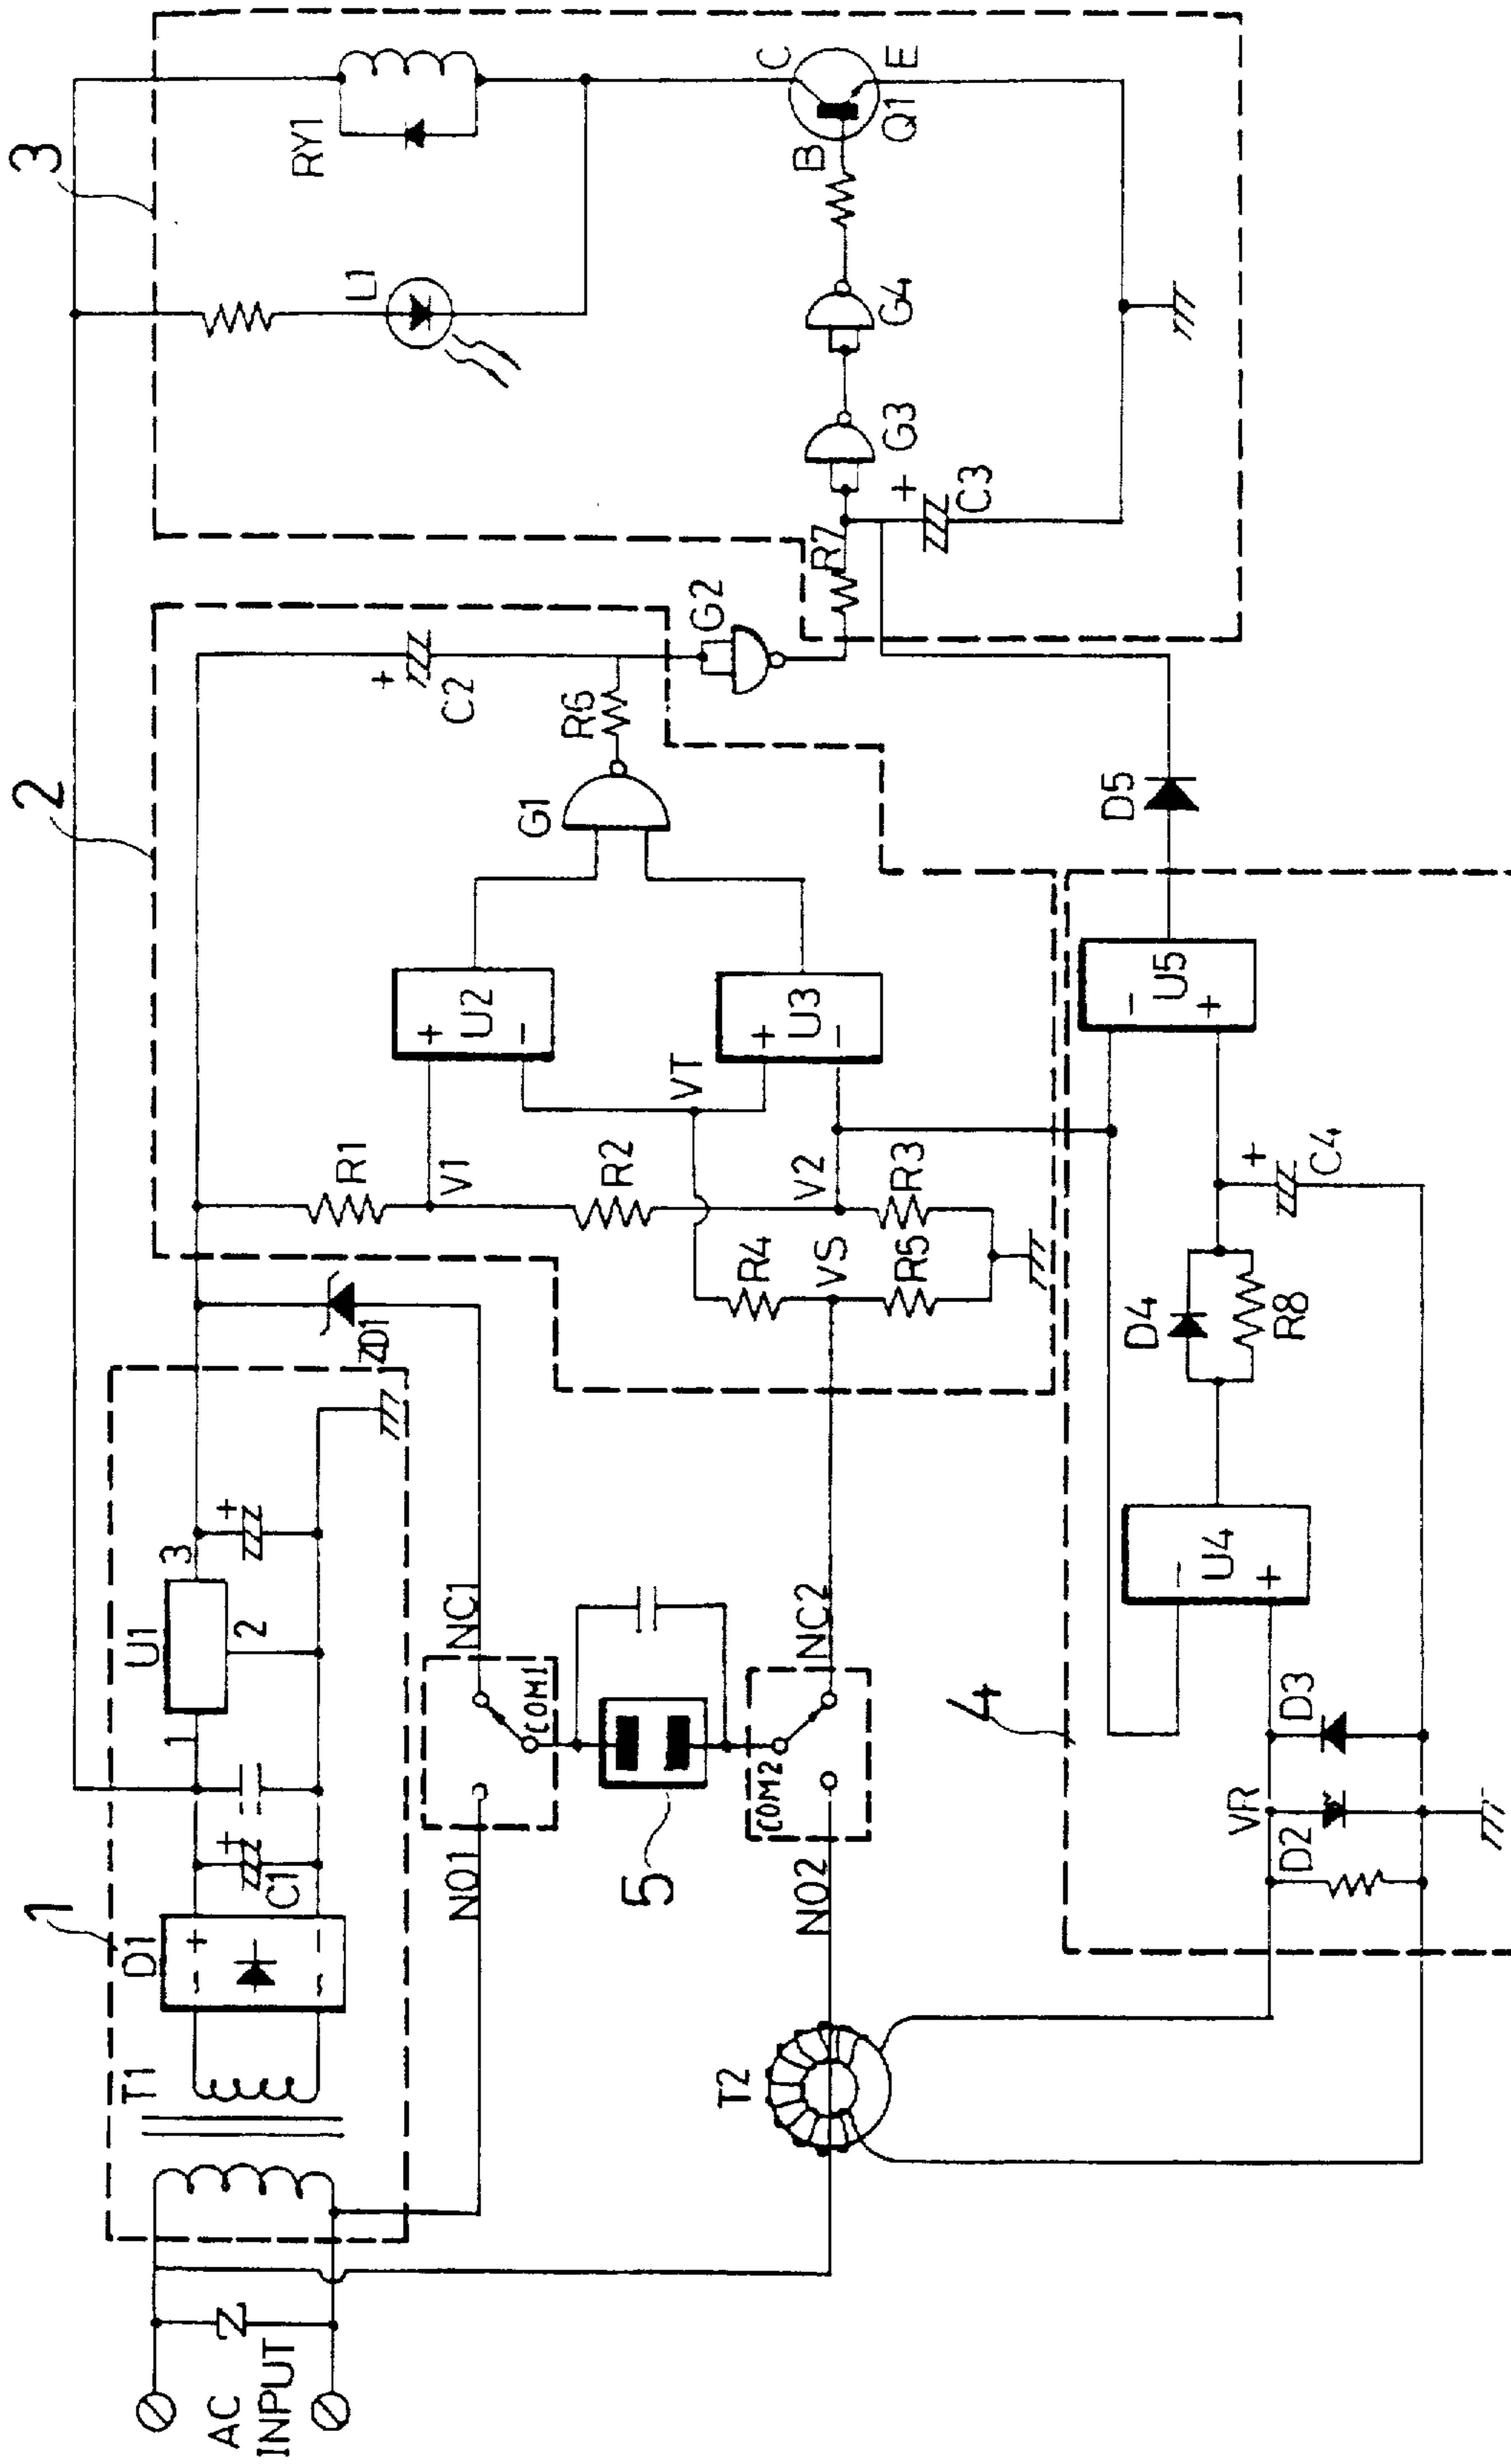 1
2
3
4
5
AC
INPUT
Z
T1
D1
+
-
C1
+
U1
1
2
3
+
ZD1
NO1
NC1
COM1
COM2
NO2
NC2
T2
R1
V1
R2
V2
R3
R4
VS
R5
VT
+
U2
-
+
U3
-
G1
R6
+
C2
G2
R7
+
C3
G3
G4
B
C
E
Q1
L1
RY1
VR
D2
D3
-
U4
+
D4
R8
+
C4
-
U5
+
D5